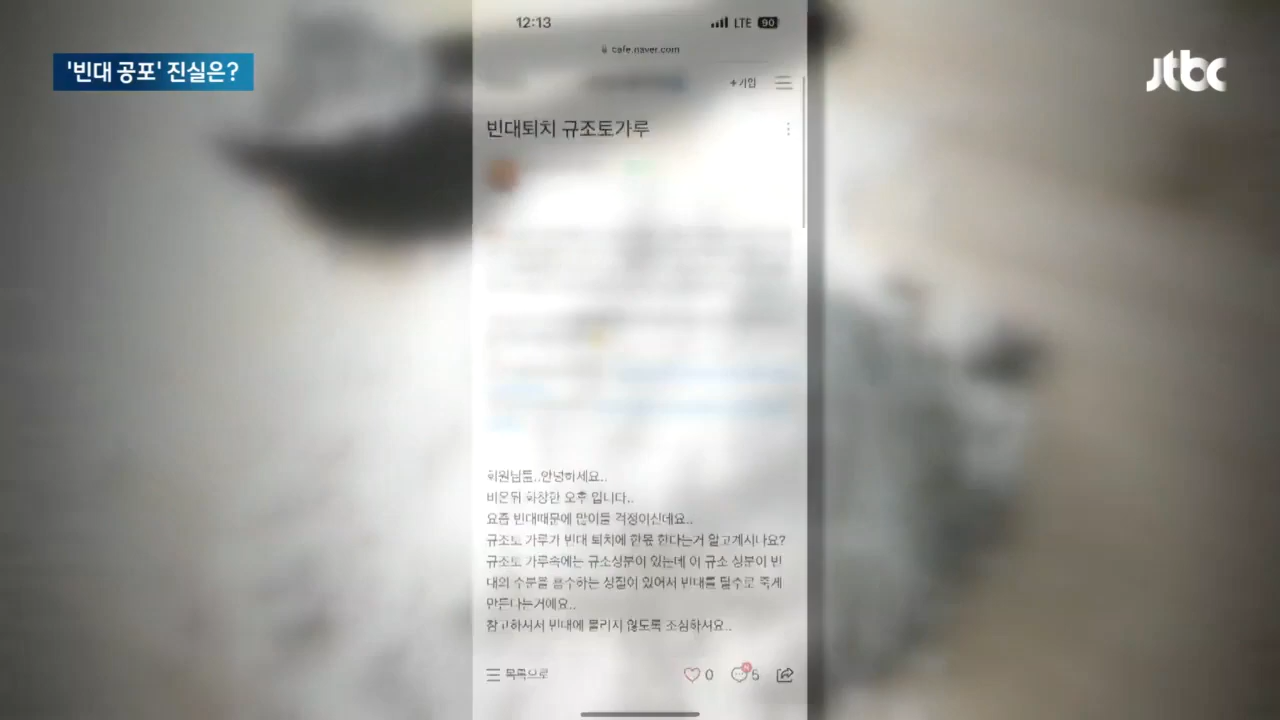 12:13
LTE 90
cafe.naver.com
'빈대 공포' 진실은?
jtbc
+가입
빈대퇴치 규조토가루
회원님들..안녕하세요..
비온뒤 화창한 오후 입니다..
요즘 빈대때문에 많이들 걱정이신데요..
규조토 가루가 빈대 퇴치에 한몫 한다는거 알고계시나요?
규조토 가루속에는 규소성분이 있는데 이 규소 성분이 빈
대의 수분을 흡수하는 성질이 있어서 빈대를 탈수로 죽게
만든다는거에요..
참고하시서 빈대에 물리지 않도록 조심하셔요..
목록으로
0
N
5